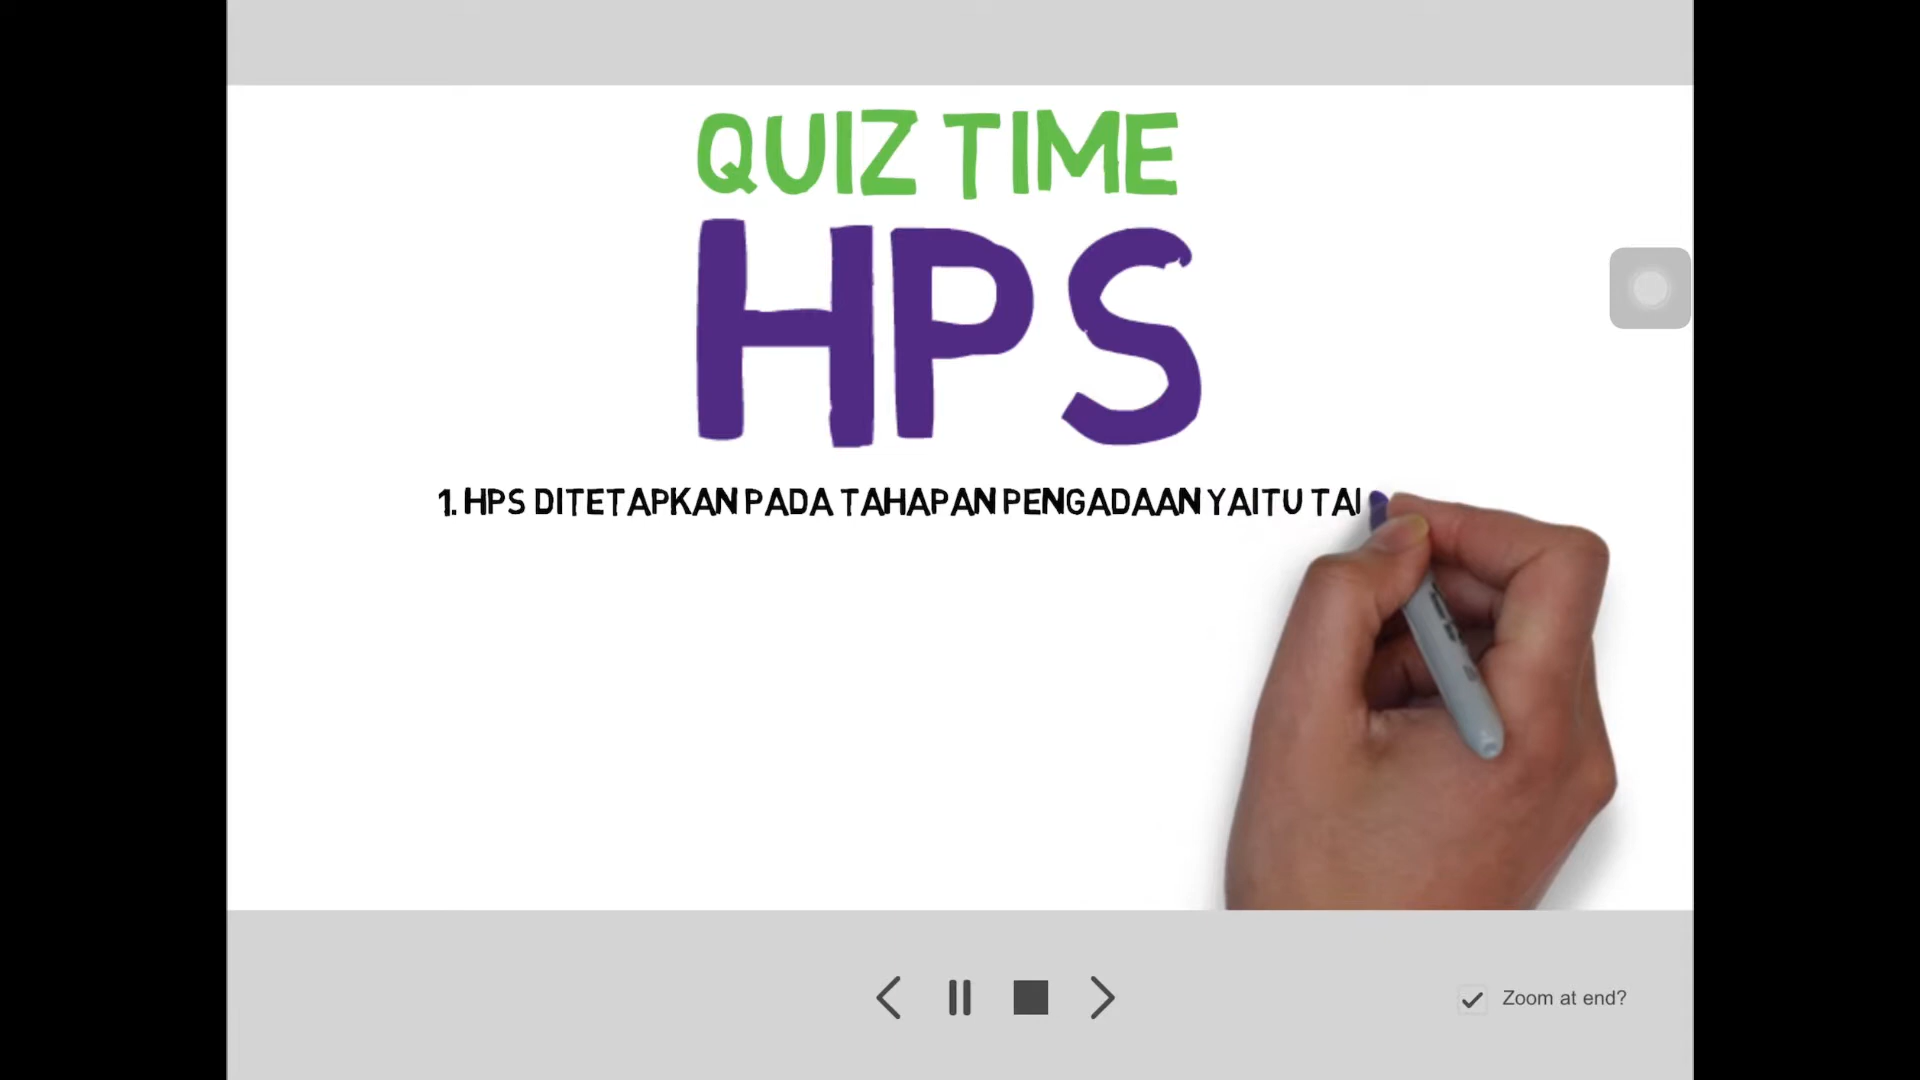 QUIZ TIME
HPS
1. HPS DITETAPKAN PADA TAHAPAN PENGADAAN YAITU
Zoom at end?